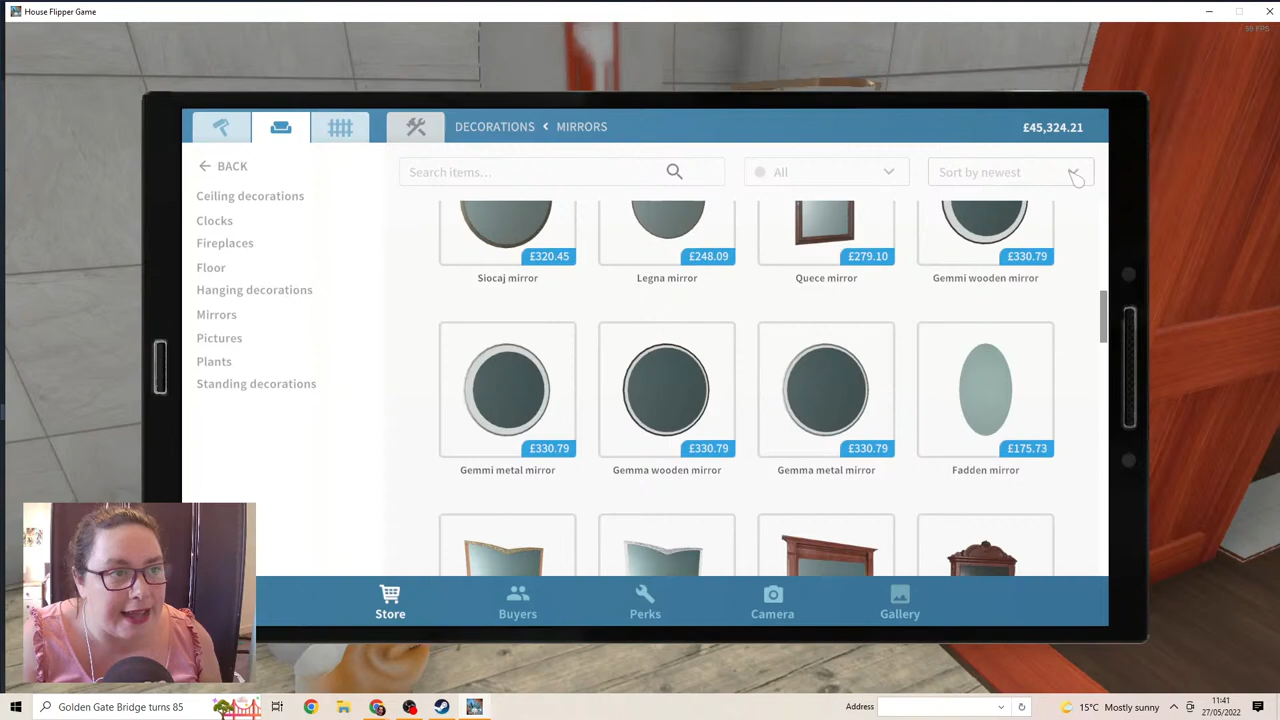 House Flipper Game
59 FPS
DECORATIONS < MIRRORS
£45,324.21
BACK
Search items...
All
Sort by newest
Ceiling decorations
Clocks
Fireplaces
Floor
Hanging decorations
Mirrors
Pictures
Plants
Standing decorations
£320.45
£248.09
£279.10
£330.79
Siocaj mirror
Legna mirror
Quece mirror
Gemmi wooden mirror
£330.79
£330.79
£330.79
£175.73
Gemmi metal mirror
Gemma wooden mirror
Gemma metal mirror
Fadden mirror
Store
Buyers
Perks
Camera
Gallery
Golden Gate Bridge turns 85
Address
15°C Mostly sunny
11:41
27/05/2022